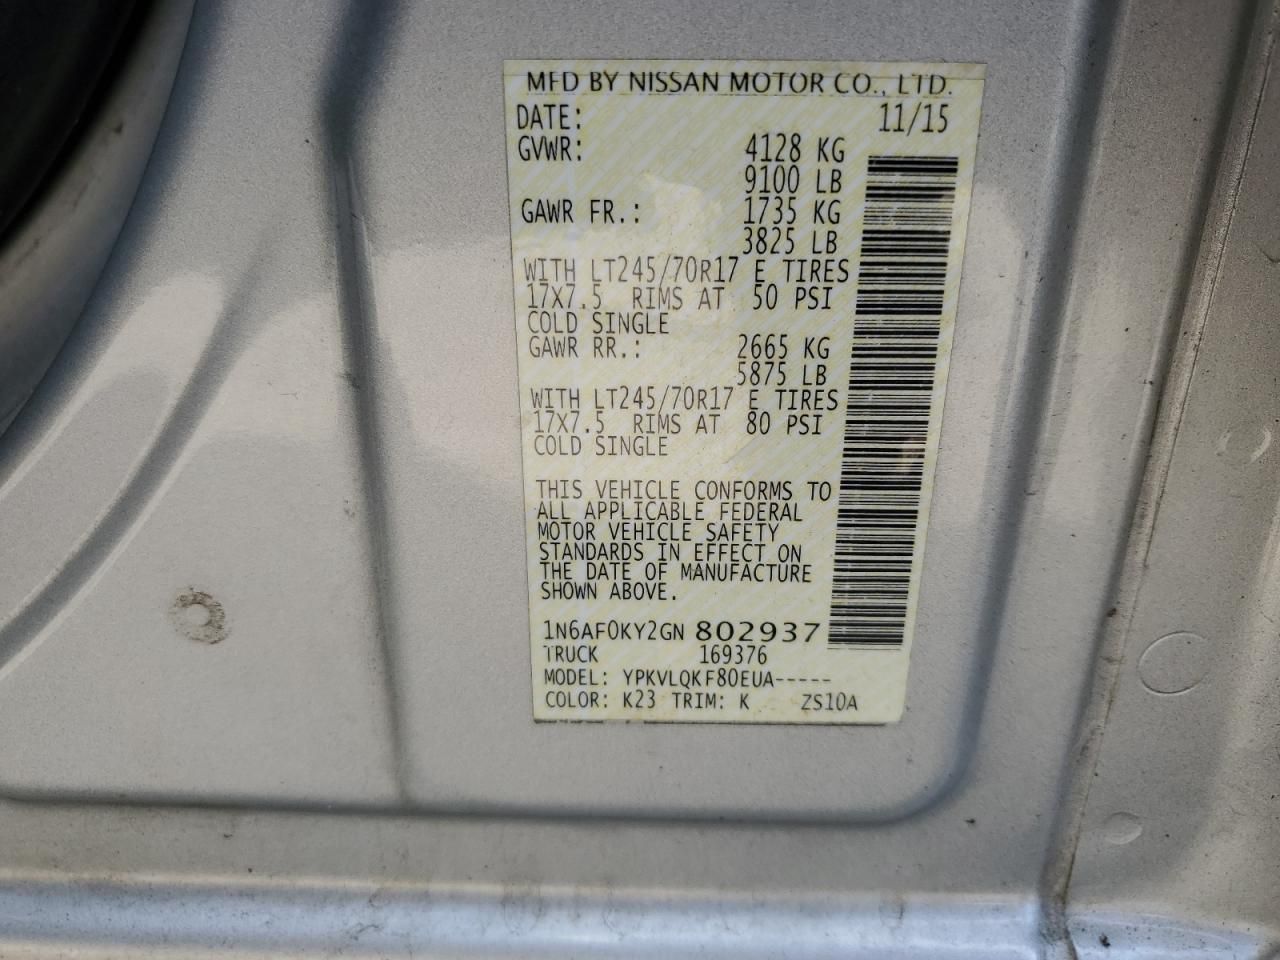 MFD BY NISSAN MOTOR CO., LTD.
DATE: 11/15
GVWR: 4128 KG
9100 LB
GAWR FR.: 1735 KG
3825 LB
WITH LT245/70R17 E TIRES
17X7.5 RIMS AT 50 PSI
COLD SINGLE
GAWR RR.: 2665 KG
5875 LB
WITH LT245/70R17 E TIRES
17X7.5 RIMS AT 80 PSI
COLD SINGLE
THIS VEHICLE CONFORMS TO
ALL APPLICABLE FEDERAL
MOTOR VEHICLE SAFETY
STANDARDS IN EFFECT ON
THE DATE OF MANUFACTURE
SHOWN ABOVE.
1N6AF0KY2GN 802937
TRUCK 169376
MODEL: YPKVLQKF80EUA-----
COLOR: K23 TRIM: K ZS10A